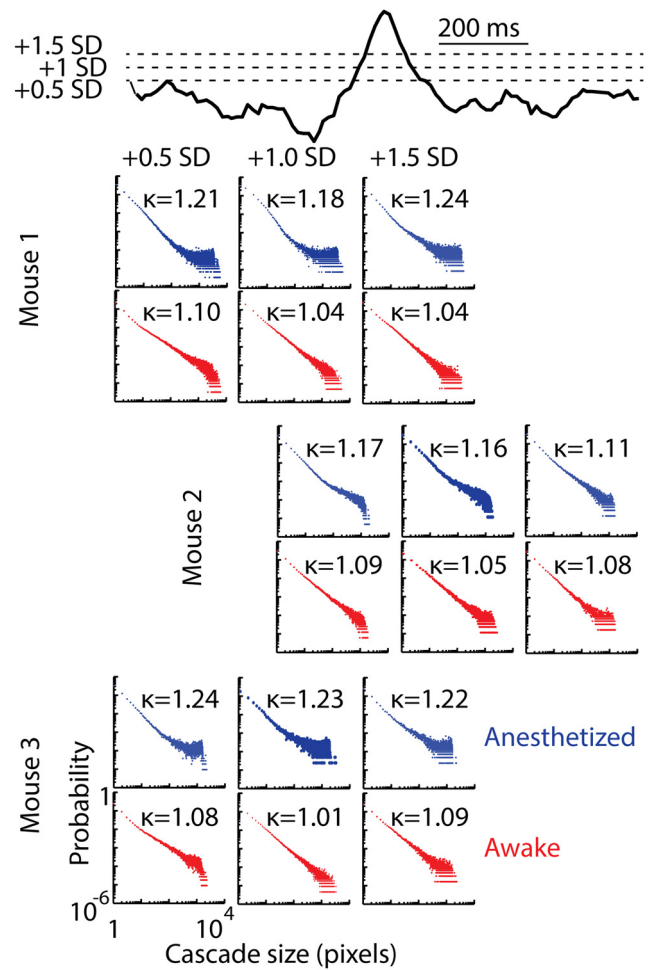 200 ms
+1.5 SD
+1 SD
+0.5 SD
+0.5 SD +1.0 SD +1.5 SD
Mouse 1
κ=1.21 κ=1.18 κ=1.24
κ=1.10 κ=1.04 κ=1.04
Mouse 2
κ=1.17 κ=1.16 κ=1.11
κ=1.09 κ=1.05 κ=1.08
Mouse 3
κ=1.24 κ=1.23 κ=1.22
Anesthetized
Probability
1
κ=1.08 κ=1.01 κ=1.09
Awake
10⁻⁶
1 10⁴
Cascade size (pixels)